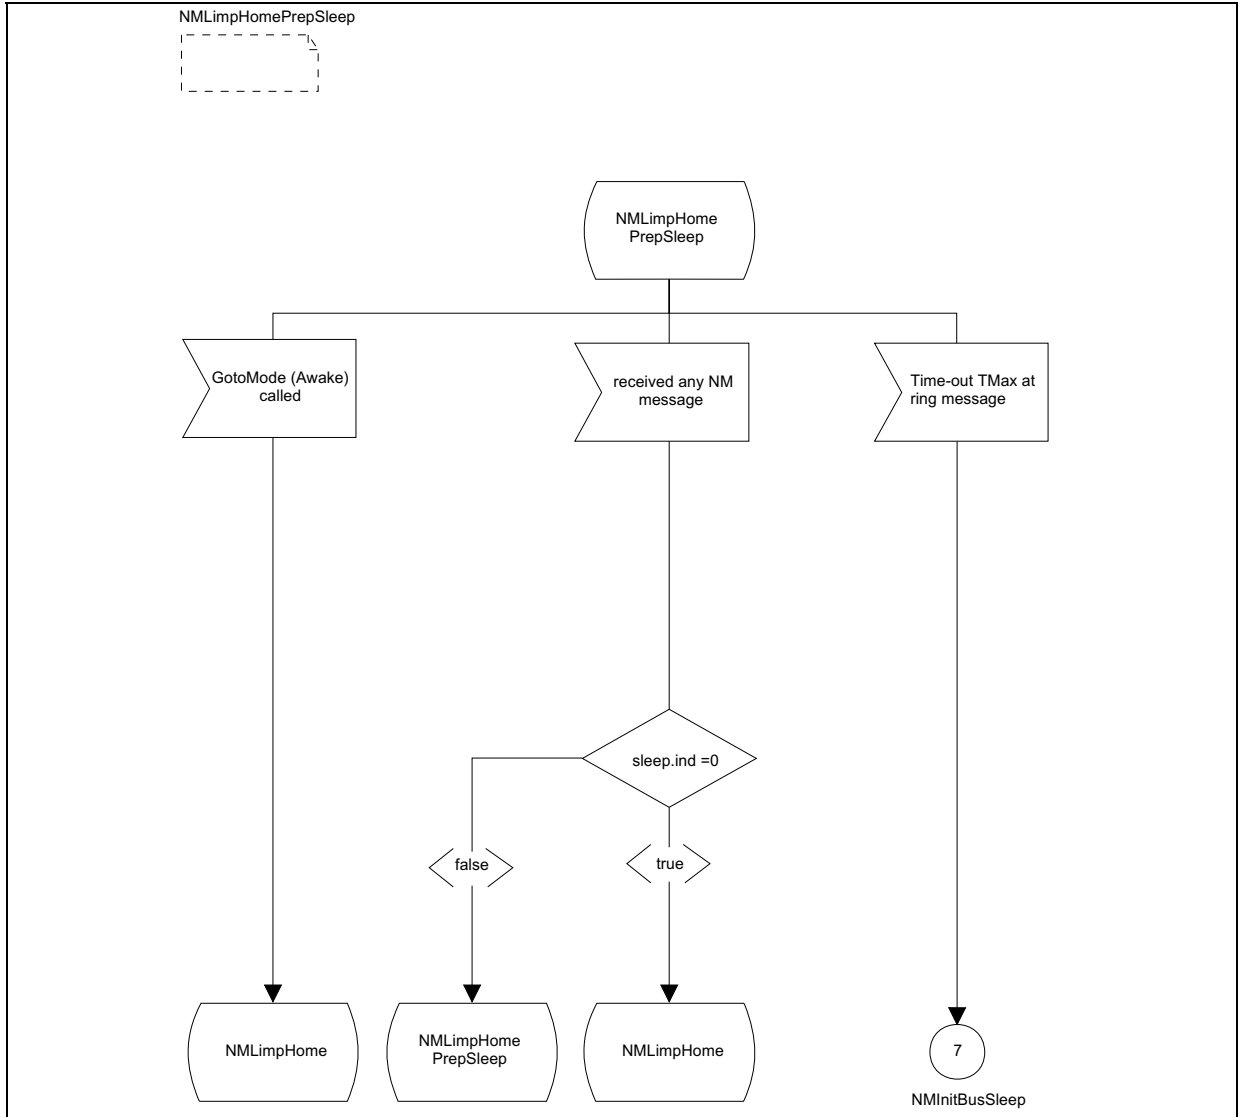 NMLimpHomePrepSleep
NMLimpHome
PrepSleep
GotoMode (Awake)
called
received any NM
message
Time-out TMax at
ring message
sleep.ind =0
false
true
NMLimpHome
NMLimpHome
PrepSleep
NMLimpHome
7
NMInitBusSleep